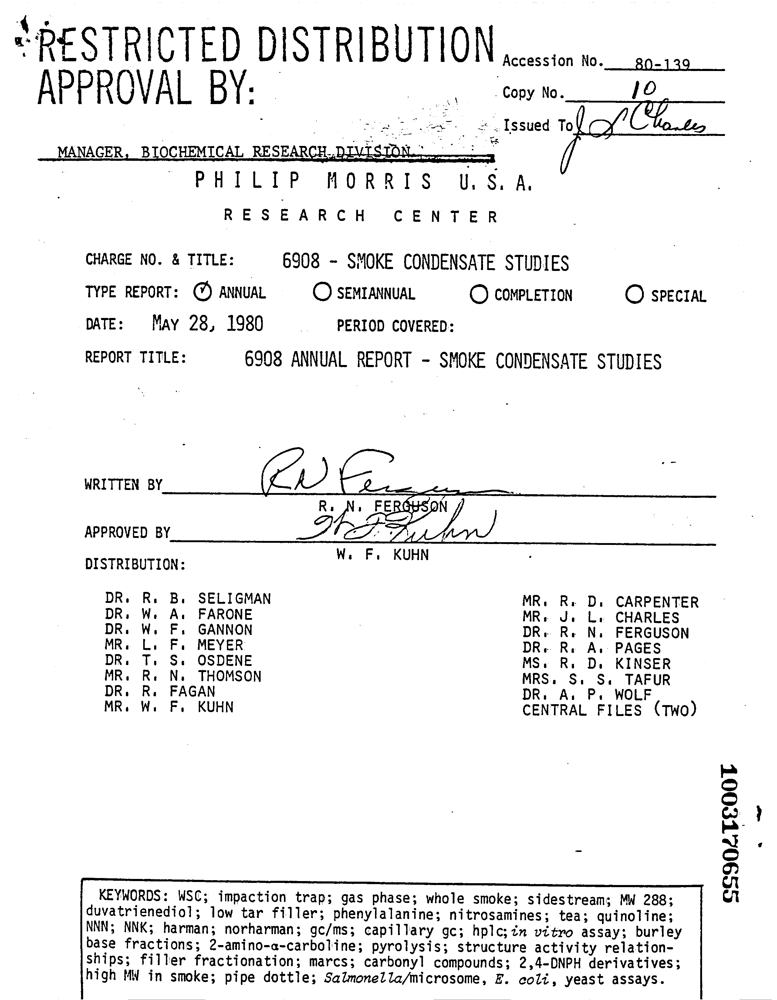 RESTRICTED DISTRIBUTION
APPROVAL BY:
Accession No. 80-139
Copy No. 10
Issued To J L Charles
MANAGER, BIOCHEMICAL RESEARCH DIVISION
PHILIP MORRIS U. S. A.
RESEARCH CENTER
CHARGE NO. & TITLE: 6908 - SMOKE CONDENSATE STUDIES
TYPE REPORT: ANNUAL SEMIANNUAL COMPLETION SPECIAL
DATE: MAY 28, 1980 PERIOD COVERED:
REPORT TITLE: 6908 ANNUAL REPORT - SMOKE CONDENSATE STUDIES
WRITTEN BY RN Ferguson
R. N. FERGUSON
APPROVED BY W F Kuhn
W. F. KUHN
DISTRIBUTION:
DR. R. B. SELIGMAN
DR. W. A. FARONE
DR. W. F. GANNON
MR. L. F. MEYER
DR. T. S. OSDENE
MR. R. N. THOMSON
DR. R. FAGAN
MR. W. F. KUHN
MR. R. D. CARPENTER
MR. J. L. CHARLES
DR. R. N. FERGUSON
DR. R. A. PAGES
MS. R. D. KINSER
MRS. S. S. TAFUR
DR. A. P. WOLF
CENTRAL FILES (TWO)
1003170655
KEYWORDS: WSC; impaction trap; gas phase; whole smoke; sidestream; MW 288;
duvatrienediol; low tar filler; phenylalanine; nitrosamines; tea; quinoline;
NNN; NNK; harman; norharman; gc/ms; capillary gc; hplc; in vitro assay; burley
base fractions; 2-amino-α-carboline; pyrolysis; structure activity relation-
ships; filler fractionation; marcs; carbonyl compounds; 2,4-DNPH derivatives;
high MW in smoke; pipe dottle; Salmonella/microsome, E. coli, yeast assays.